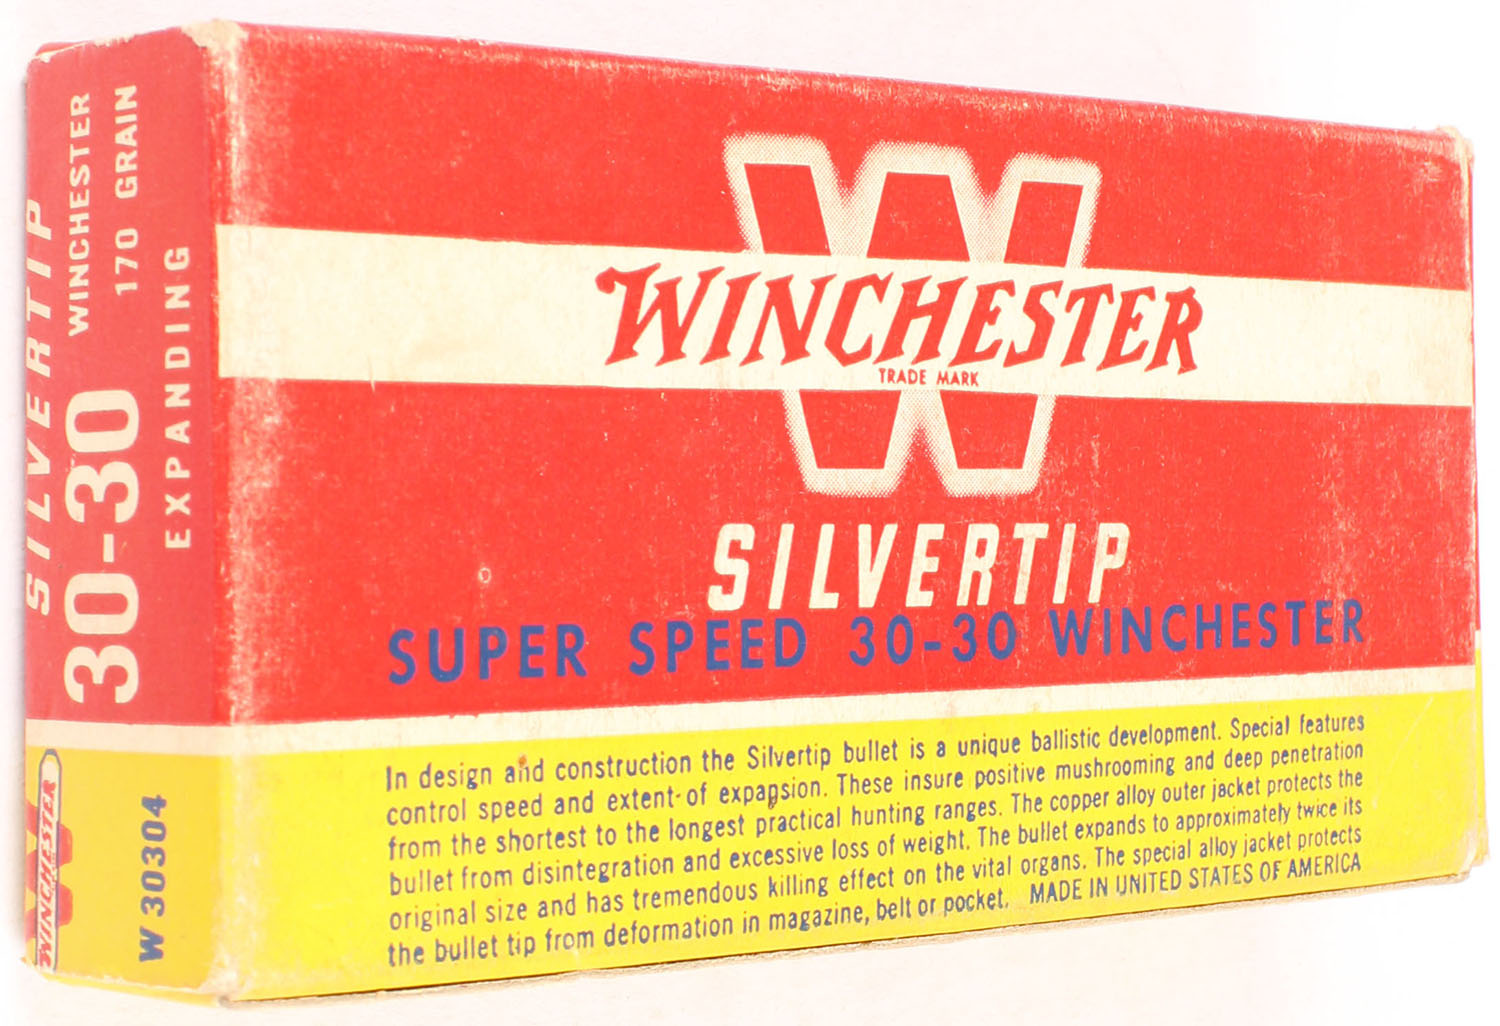 SILVERTIP
30-30 WINCHESTER
170 GRAIN
EXPANDING
WINCHESTER
W 30304
W
WINCHESTER
TRADE MARK
SILVERTIP
SUPER SPEED 30-30 WINCHESTER
In design and construction the Silvertip bullet is a unique ballistic development. Special features
control speed and extent of expansion. These insure positive mushrooming and deep penetration
from the shortest to the longest practical hunting ranges. The copper alloy outer jacket protects the
bullet from disintegration and excessive loss of weight. The bullet expands to approximately twice its
original size and has tremendous killing effect on the vital organs. The special alloy jacket protects
the bullet tip from deformation in magazine, belt or pocket. MADE IN UNITED STATES OF AMERICA